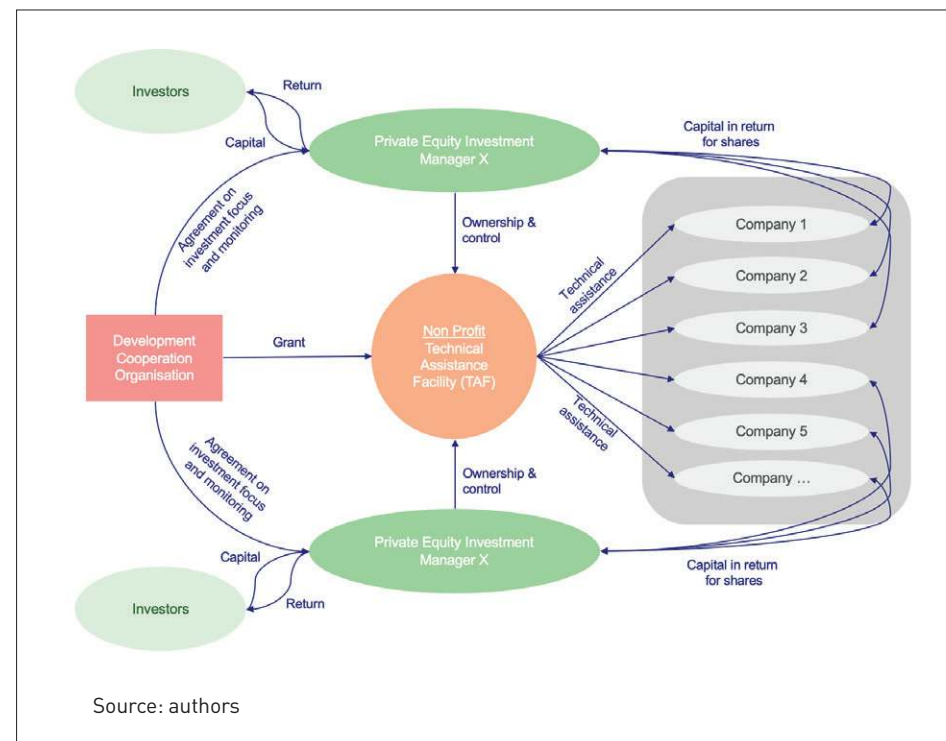 Investors
Return
Capital
Private Equity Investment
Manager X
Capital in return
for shares
Agreement on
investment focus
and monitoring
Ownership &
control
Technical
assistance
Company 1
Company 2
Company 3
Company 4
Company 5
Company ...
Development
Cooperation
Organisation
Grant
Non Profit
Technical
Assistance
Facility (TAF)
Technical
assistance
Agreement on
investment focus
and monitoring
Ownership &
control
Private Equity Investment
Manager X
Capital in return
for shares
Capital
Return
Investors
Source: authors